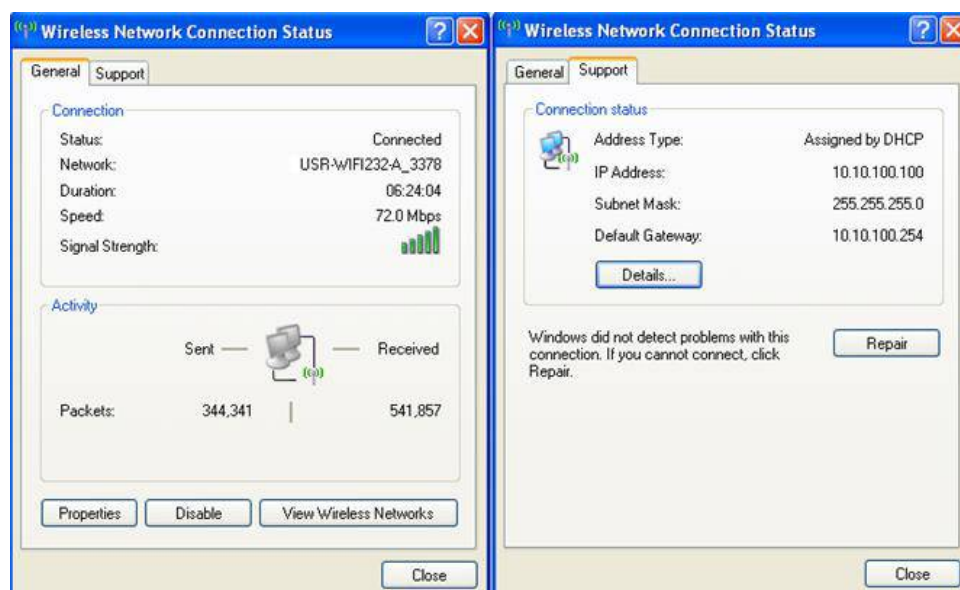 Wireless Network Connection Status
General Support
Connection
Status: Connected
Network: USR-WIFI232-A_3378
Duration: 06:24:04
Speed: 72.0 Mbps
Signal Strength:
Activity
Sent Received
Packets: 344,341 541,857
Properties Disable View Wireless Networks
Close
Wireless Network Connection Status
General Support
Connection status
Address Type: Assigned by DHCP
IP Address: 10.10.100.100
Subnet Mask: 255.255.255.0
Default Gateway: 10.10.100.254
Details...
Windows did not detect problems with this
connection. If you cannot connect, click
Repair.
Repair
Close